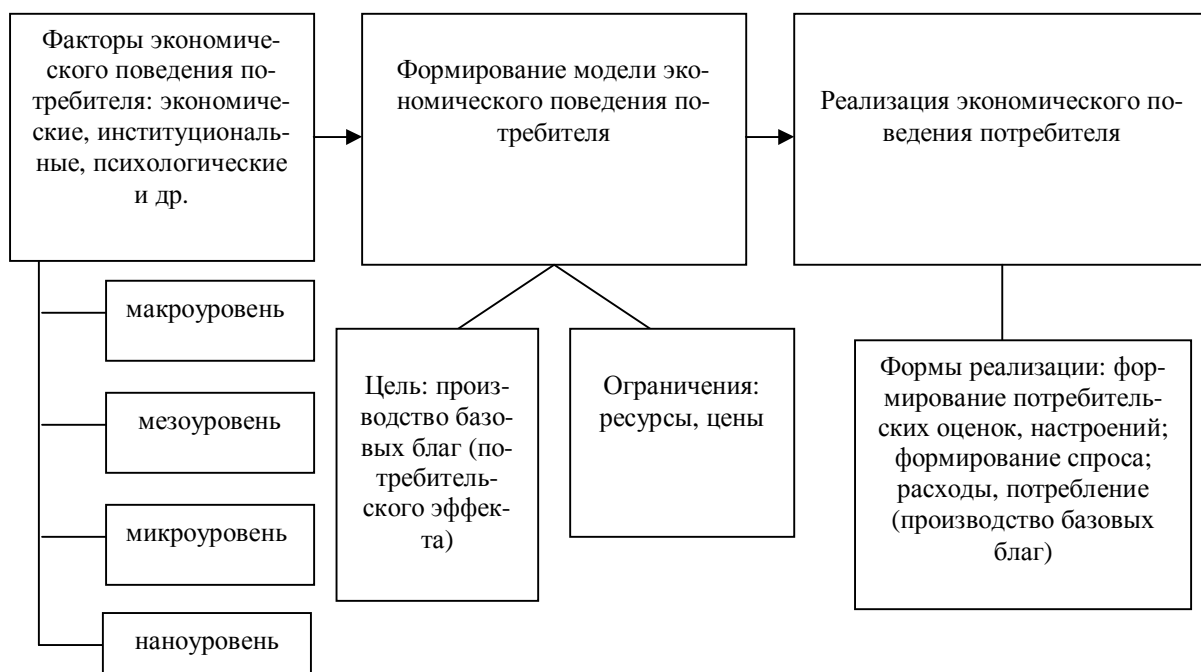 Факторы экономиче-
ского поведения по-
требителя: экономиче-
ские, институциональ-
ные, психологические
и др.
Формирование модели эко-
номического поведения по-
требителя
Реализация экономического по-
ведения потребителя
макроуровень
мезоуровень
микроуровень
наноуровень
Цель: произ-
водство базо-
вых благ (по-
требитель-
ского эффек-
та)
Ограничения:
ресурсы, цены
Формы реализации: фор-
мирование потребитель-
ских оценок, настроений;
формирование спроса;
расходы, потребление
(производство базовых
благ)